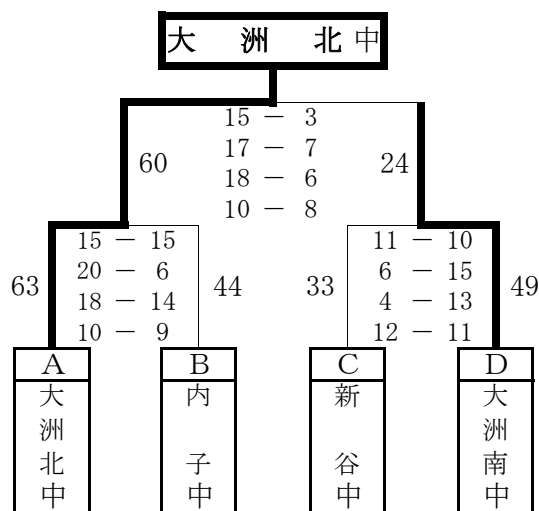 大洲北中
15 － 3
60 17 － 7 24
18 － 6
10 － 8
15 － 15 11 － 10
20 － 6 6 － 15
63 18 － 14 44 33 4 － 13 49
10 － 9 12 － 11
A B C D
大洲北中
内子中
新谷中
大洲南中